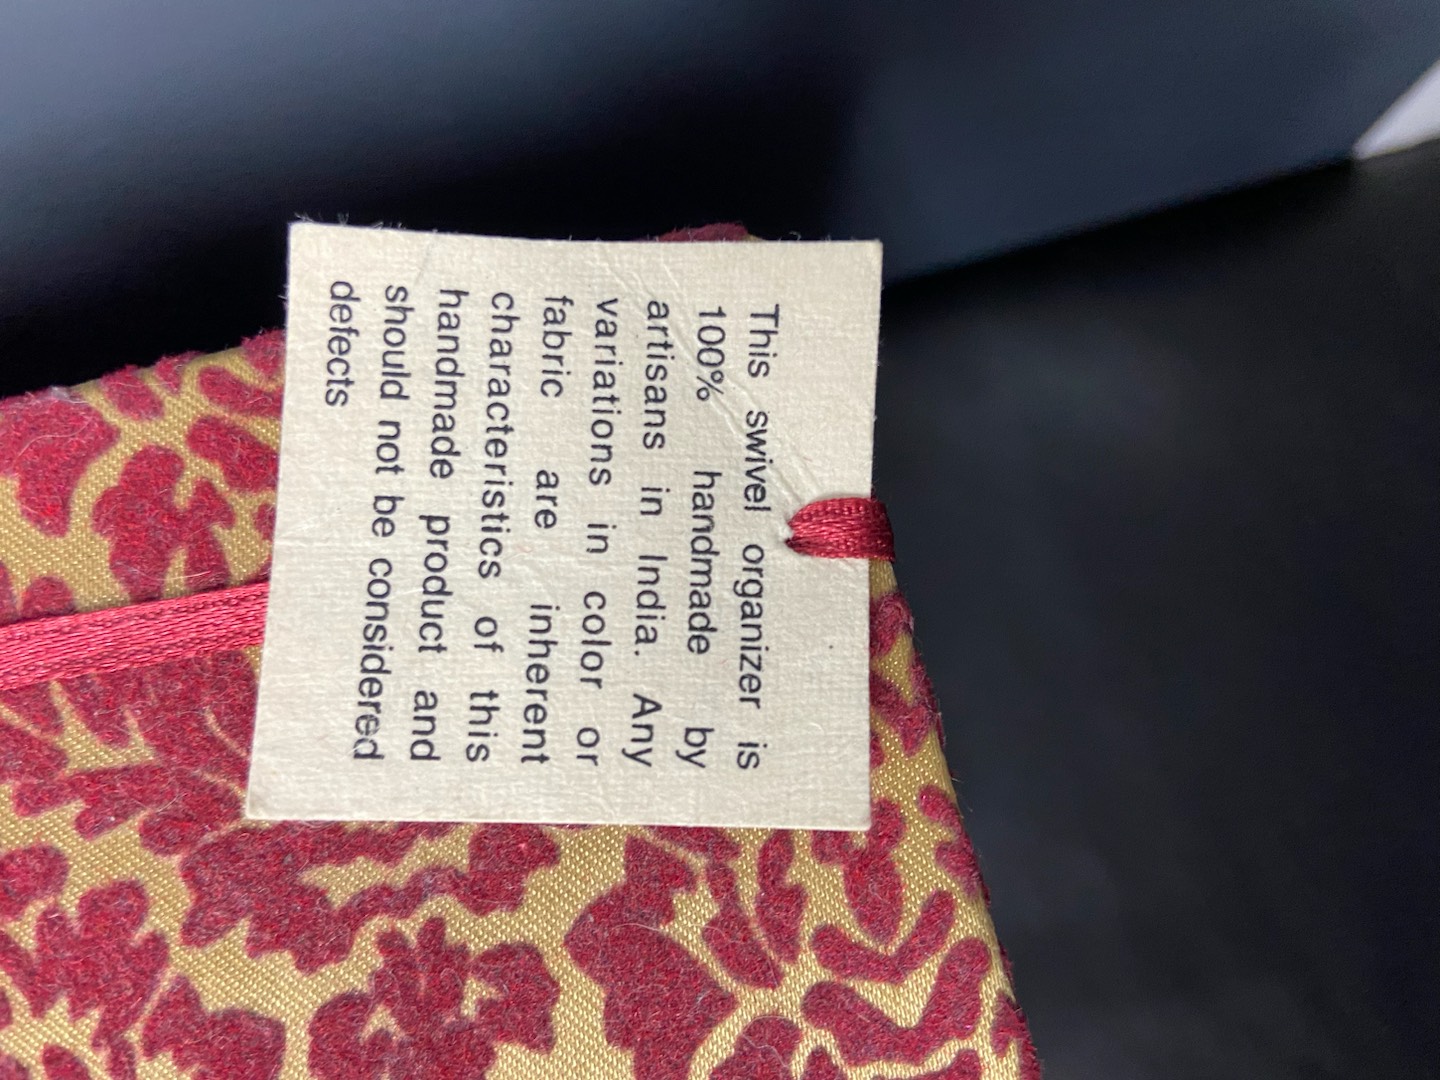 This swivel organizer is
100% handmade by
artisans in India. Any
variations in color or
fabric are inherent
characteristics of this
handmade product and
should not be considered
defects